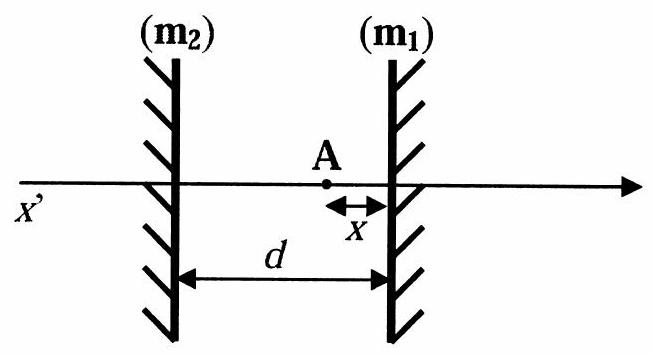 (m₂) (m₁)
A
x' x
d